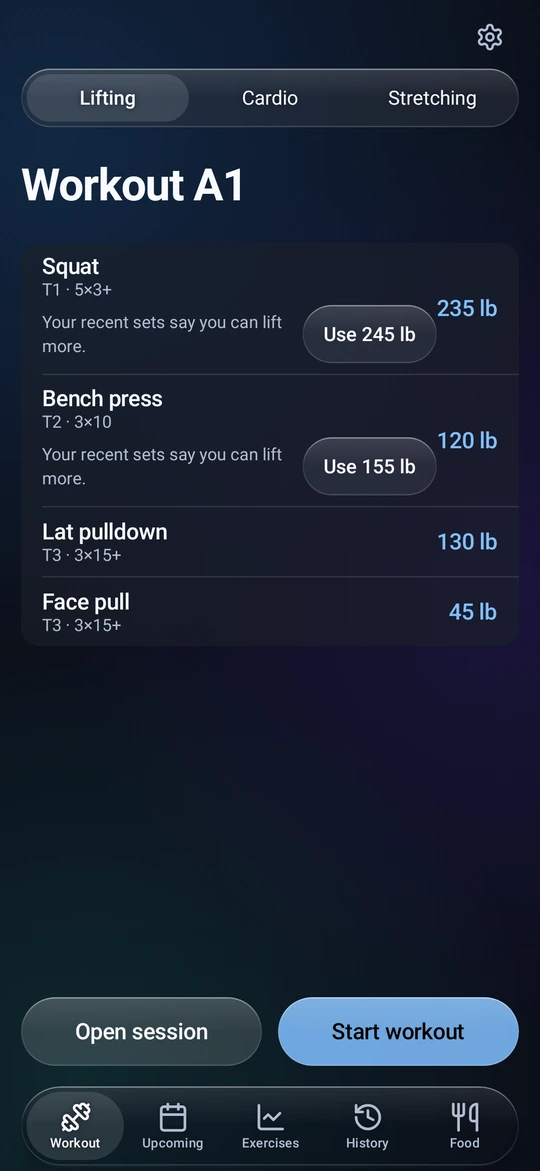 Lifting
Cardio
Stretching
Workout A1
Squat
T1 · 5×3+
Your recent sets say you can lift
more.
Use 245 lb
235 lb
Bench press
T2 · 3×10
Your recent sets say you can lift
more.
Use 155 lb
120 lb
Lat pulldown
T3 · 3×15+
130 lb
Face pull
T3 · 3×15+
45 lb
Open session
Start workout
Workout
Upcoming
Exercises
History
Food